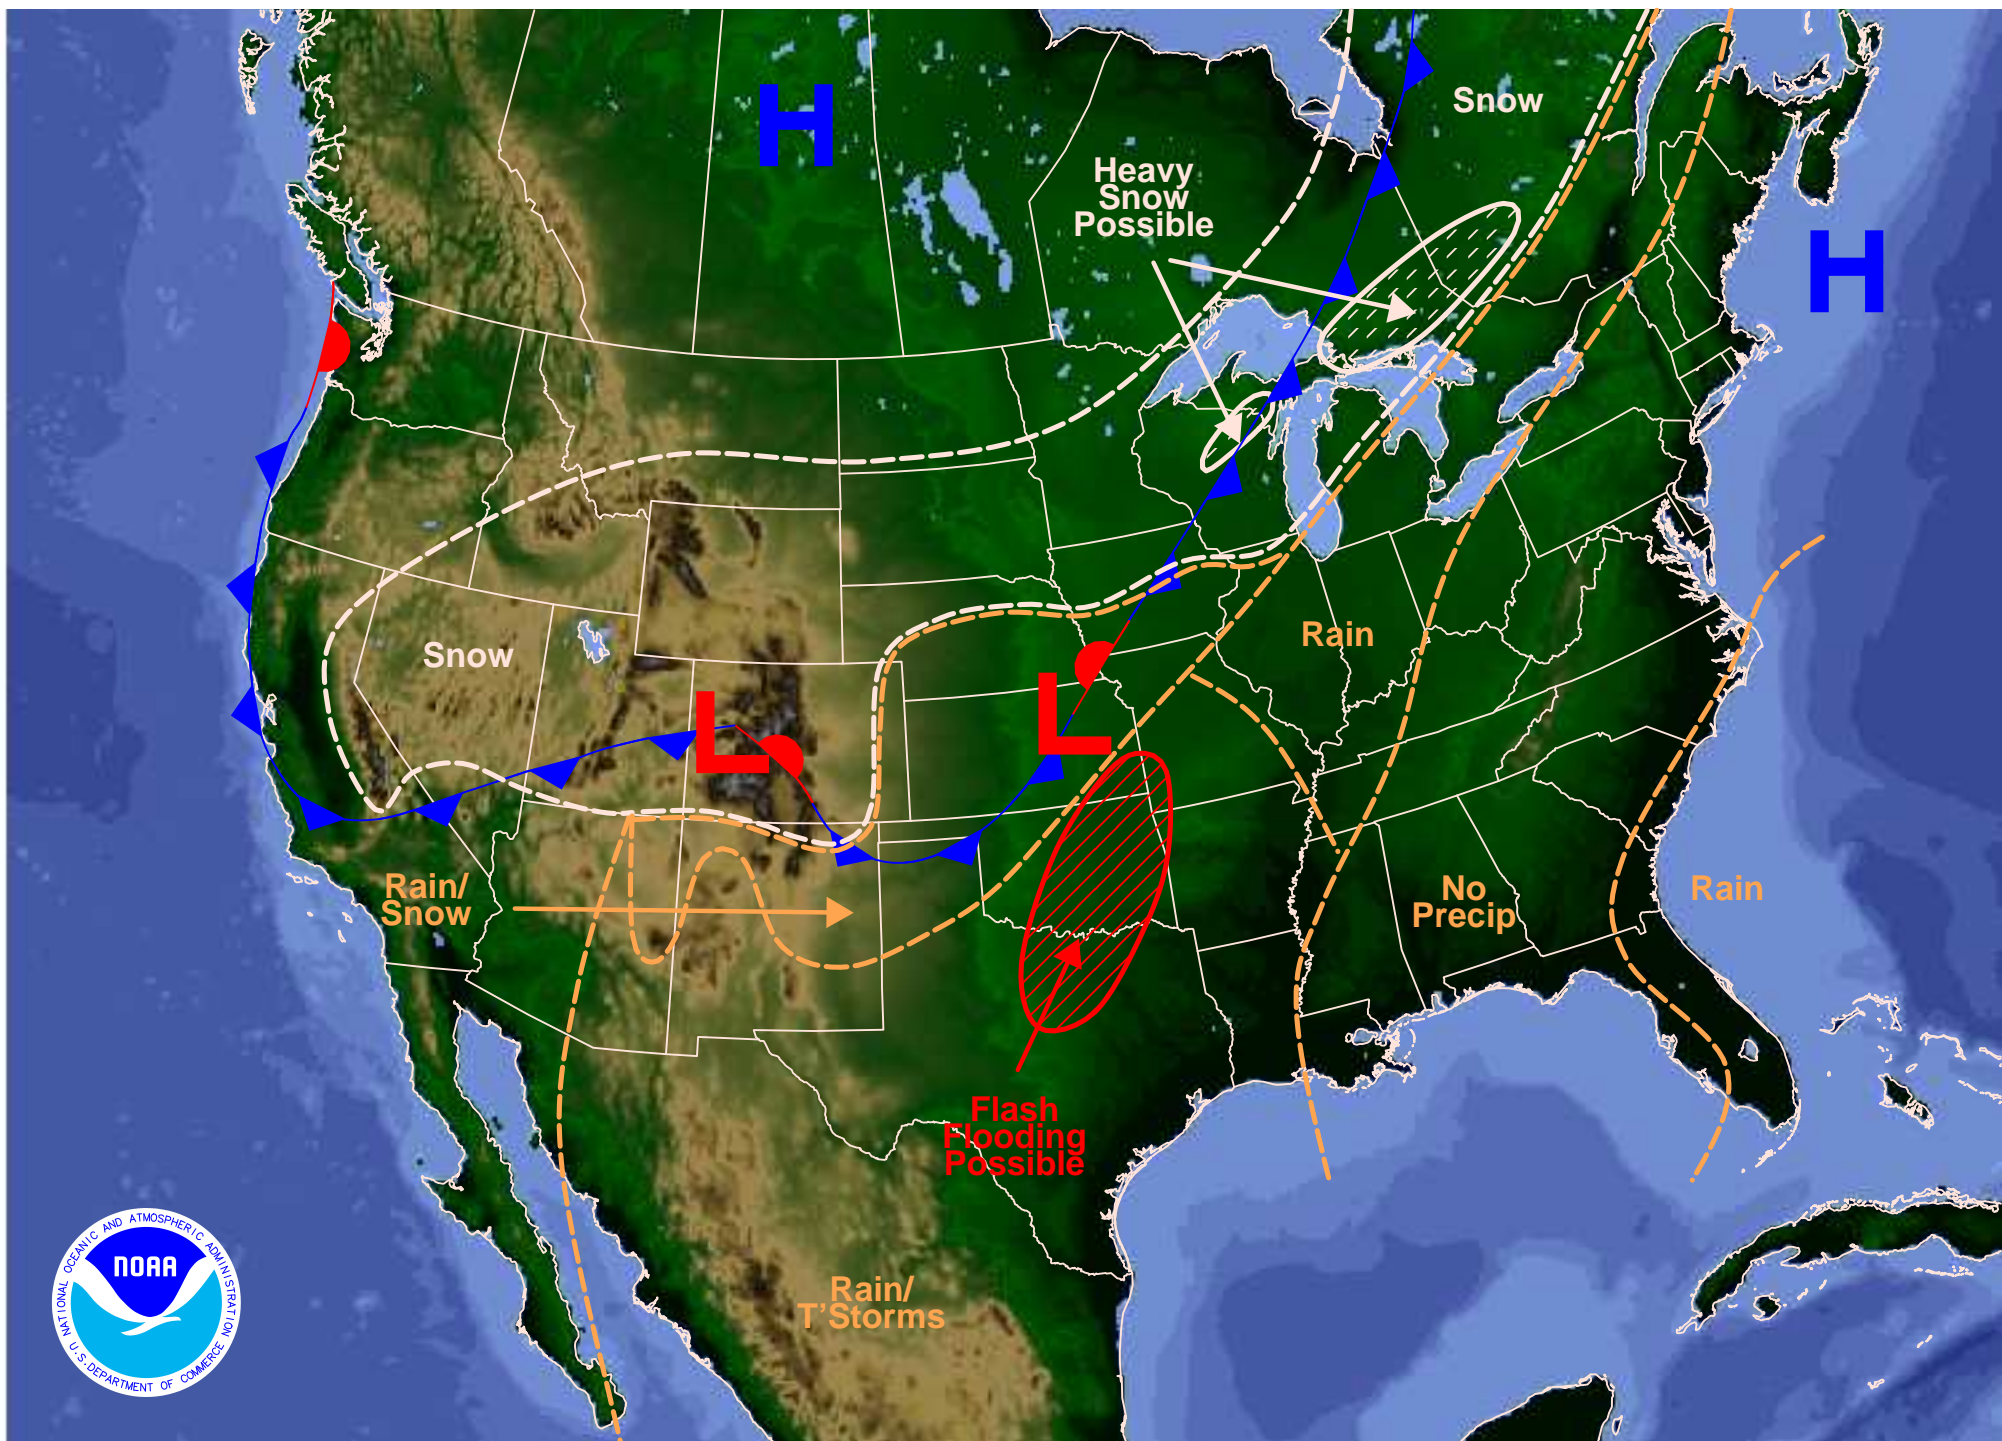 H
Snow
Heavy
Snow
Possible
H
Rain
Snow
L
L
Rain/
Snow
No
Precip
Rain
Flash
Flooding
Possible
Rain/
T'Storms
NATIONAL OCEANIC AND ATMOSPHERIC ADMINISTRATION
NOAA
U.S. DEPARTMENT OF COMMERCE